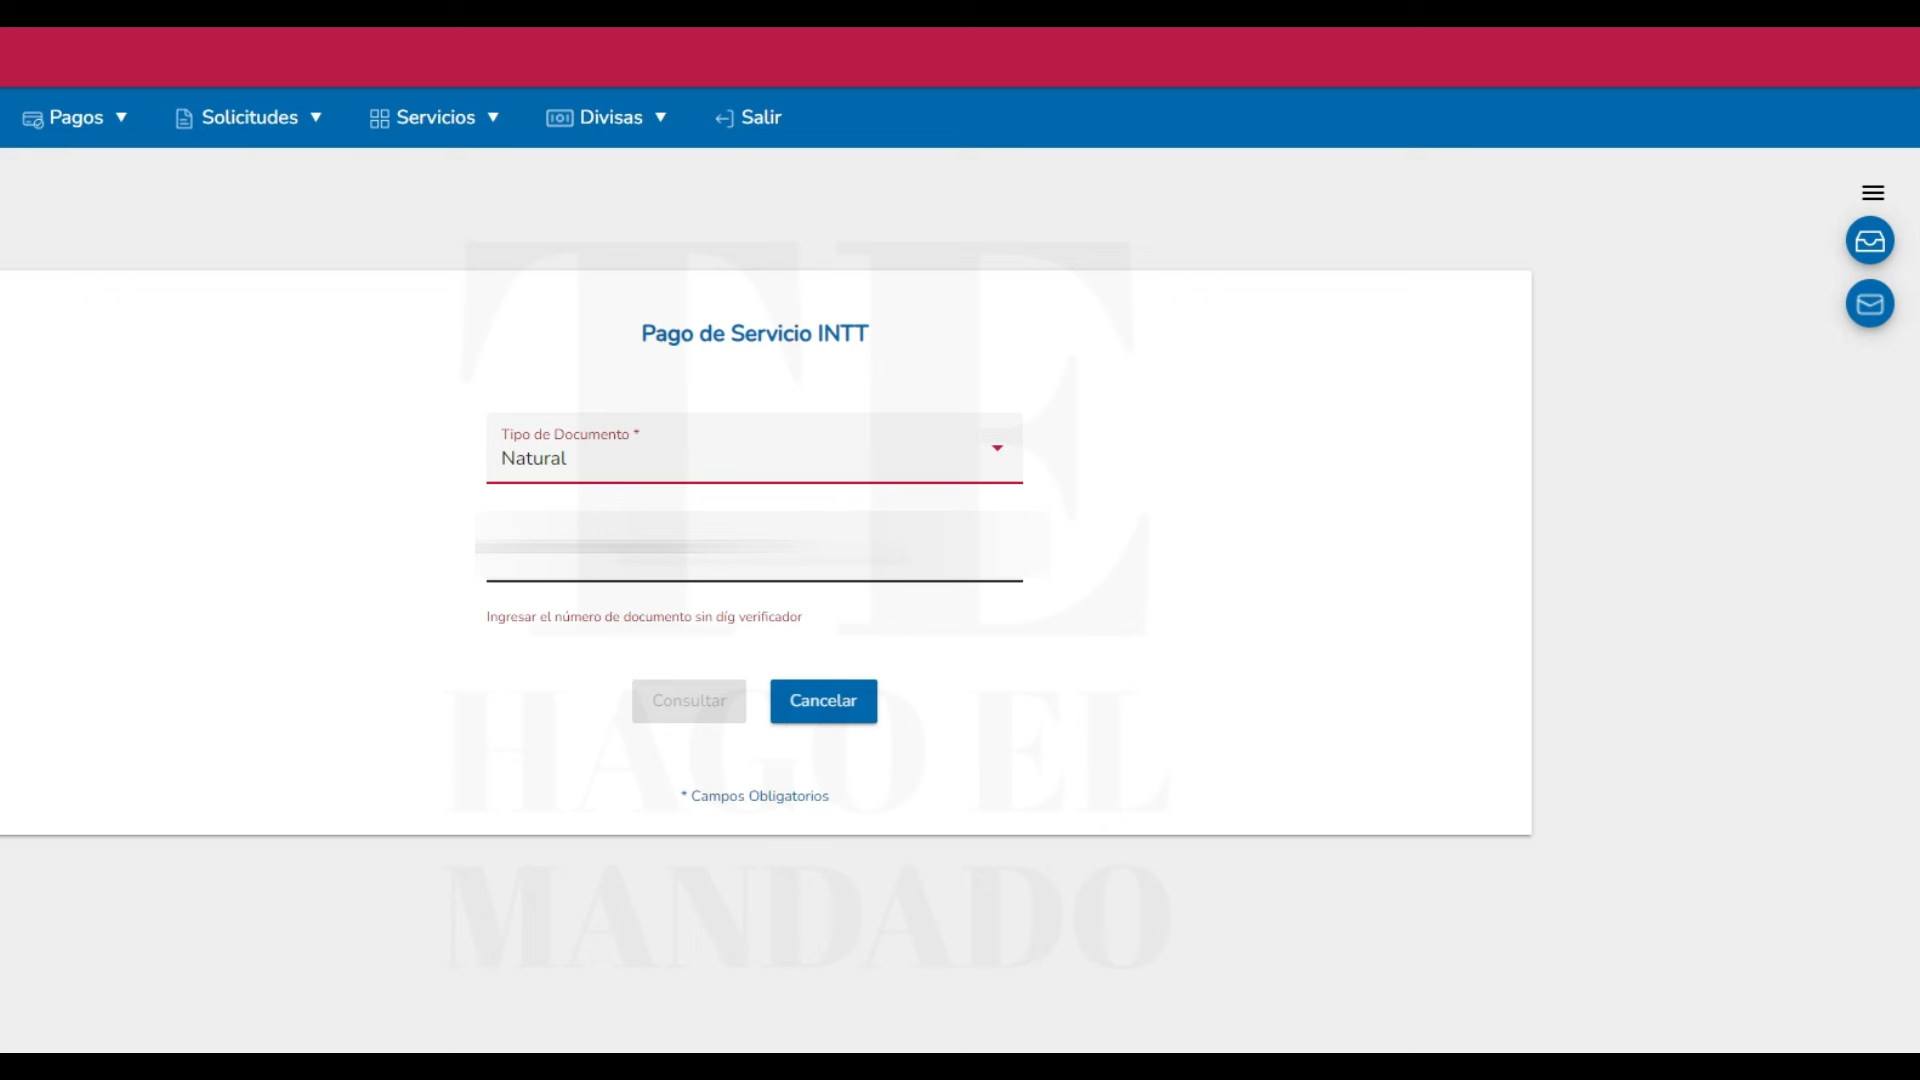 Pagos
Solicitudes
Servicios
Divisas
Salir
Pago de Servicio INTT
Tipo de Documento *
Natural
Ingresar el número de documento sin díg verificador
Consultar
Cancelar
* Campos Obligatorios
TE
HAGO EL
MANDADO